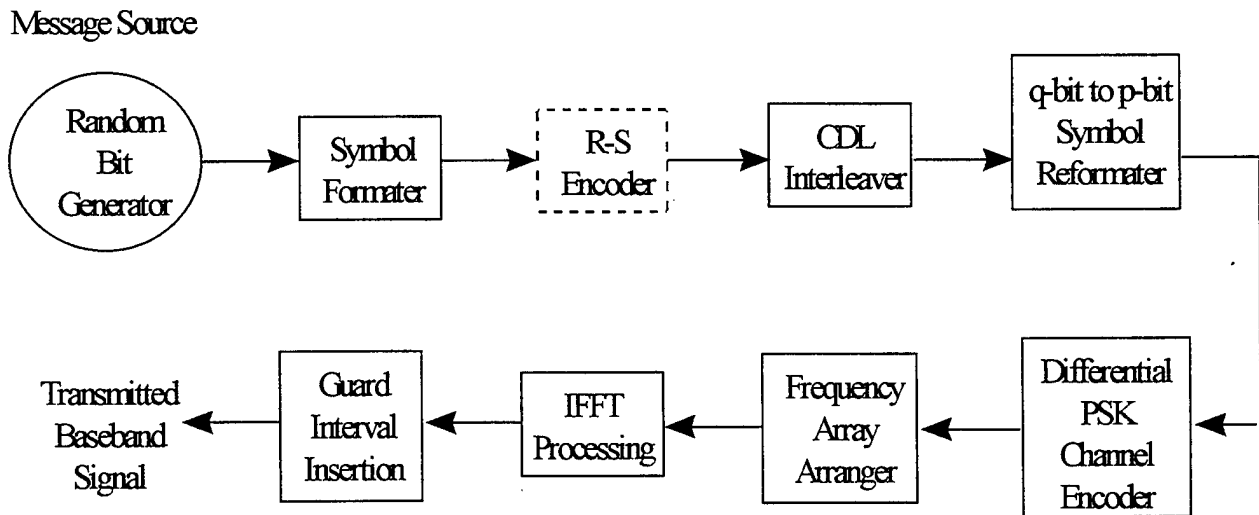 Message Source
Random
Bit
Generator
Symbol
Formater
R-S
Encoder
CDL
Interleaver
q-bit to p-bit
Symbol
Reformater
Differential
PSK
Channel
Encoder
Frequency
Array
Arranger
IFFT
Processing
Guard
Interval
Insertion
Transmitted
Baseband
Signal